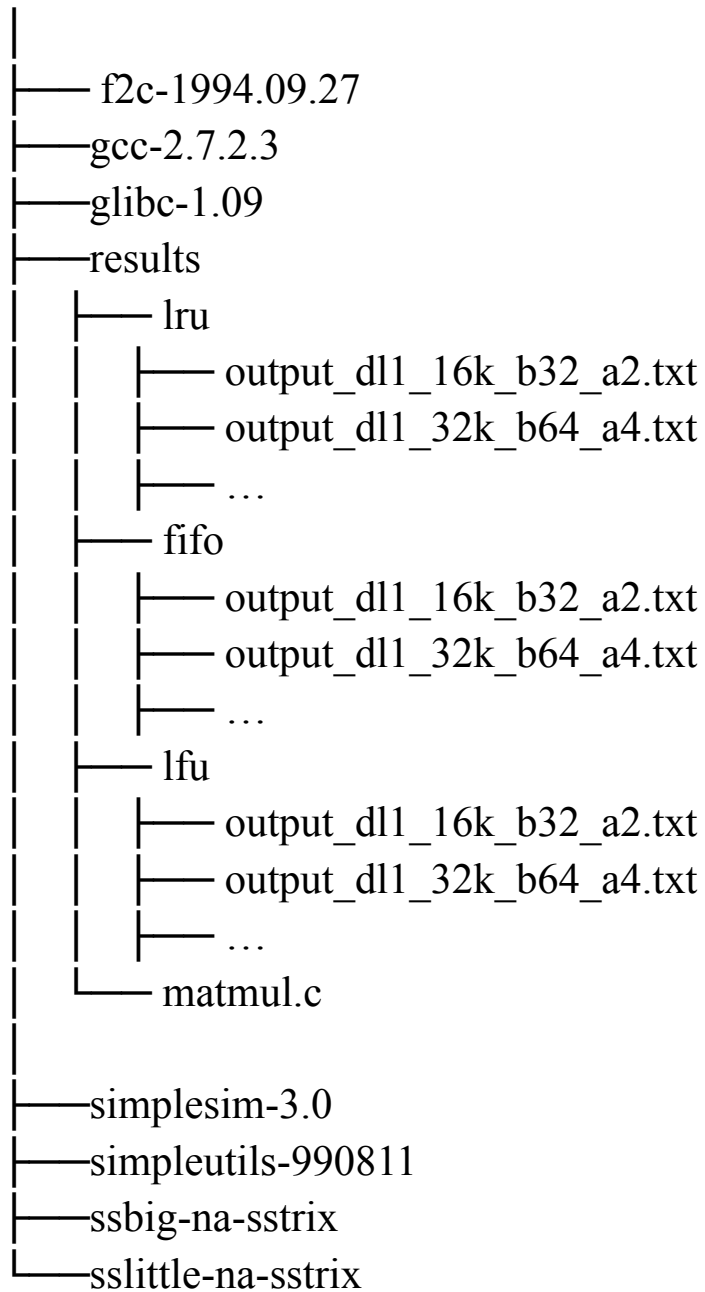 f2c-1994.09.27
gcc-2.7.2.3
glibc-1.09
results
lru
output_dl1_16k_b32_a2.txt
output_dl1_32k_b64_a4.txt
…
fifo
output_dl1_16k_b32_a2.txt
output_dl1_32k_b64_a4.txt
…
lfu
output_dl1_16k_b32_a2.txt
output_dl1_32k_b64_a4.txt
…
matmul.c
simplesim-3.0
simpleutils-990811
ssbig-na-sstrix
sslittle-na-sstrix